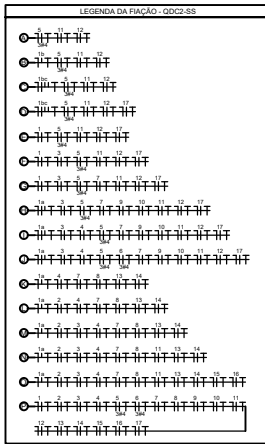 LEGENDA DA FIAÇÃO - QDC2-SS
A 5 11 12
3#4
B 1b 5 11 12
3#4
C 1bc 5 11 12
3#4
D 1bc 5 11 12 17
3#4
E 1 5 11 12 17
3#4
F 1 3 5 11 12 17
3#4
G 1 3 5 7 11 12 17
3#4
H 1a 3 5 7 9 10 11 12 17
3#4
I 1a 3 4 5 7 9 10 11 12 17
3#4
J 1a 3 4 5 6 7 9 10 11 12 17
3#4 3#4
K 1a 4 7 8 13 14
L 1a 2 4 7 8 13 14
M 1a 2 3 4 7 8 13 14
N 1a 2 3 4 7 8 11 13 14
O 1a 2 3 4 7 8 11 13 14 15 16
P 1 2 3 4 5 6 7 8 9 10 11
3#4 3#4
12 13 14 15 16 17